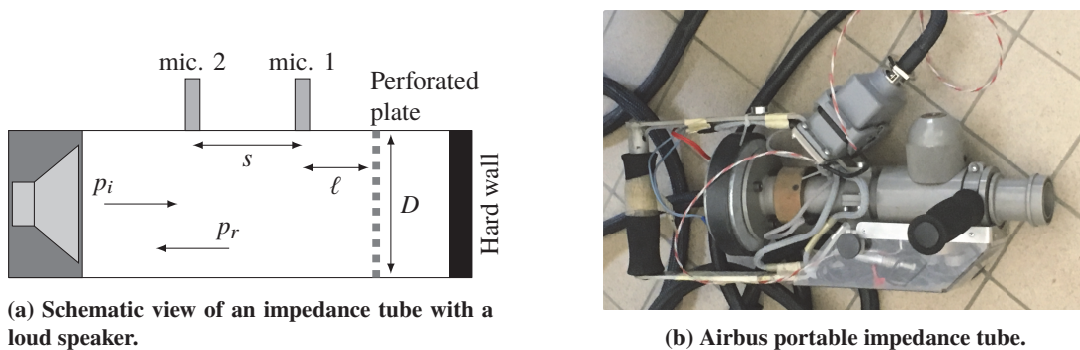 mic. 2
mic. 1
Perforated
plate
s
ℓ
p_i
D
p_r
Hard wall
(a) Schematic view of an impedance tube with a
loud speaker.
(b) Airbus portable impedance tube.